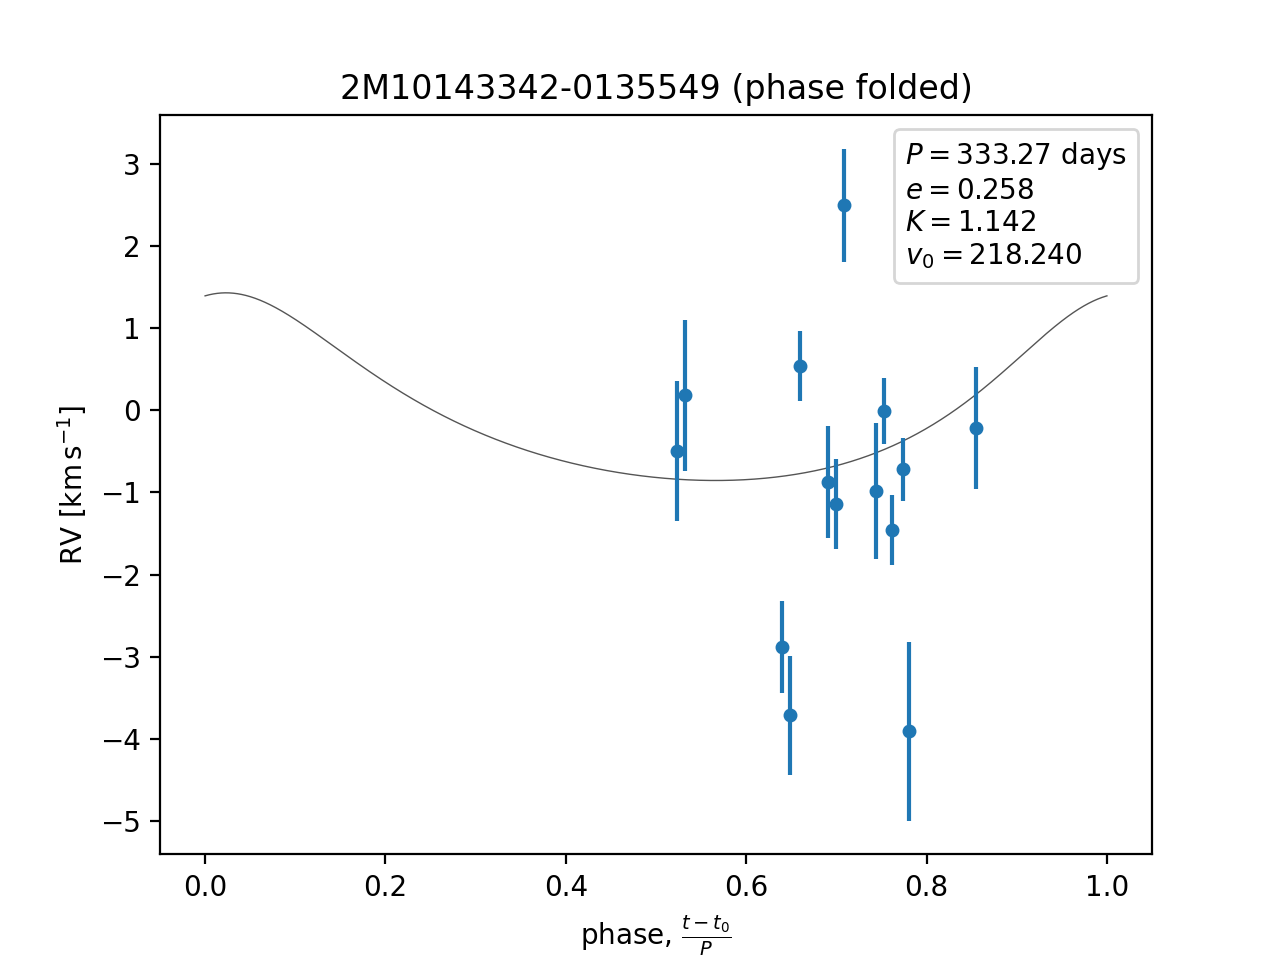 2M10143342-0135549 (phase folded)
P = 333.27 days
e = 0.258
K = 1.142
v₀ = 218.240
3
2
1
0
−1
−2
−3
−4
−5
RV [km s⁻¹]
0.0 0.2 0.4 0.6 0.8 1.0
phase, (t − t₀)/P